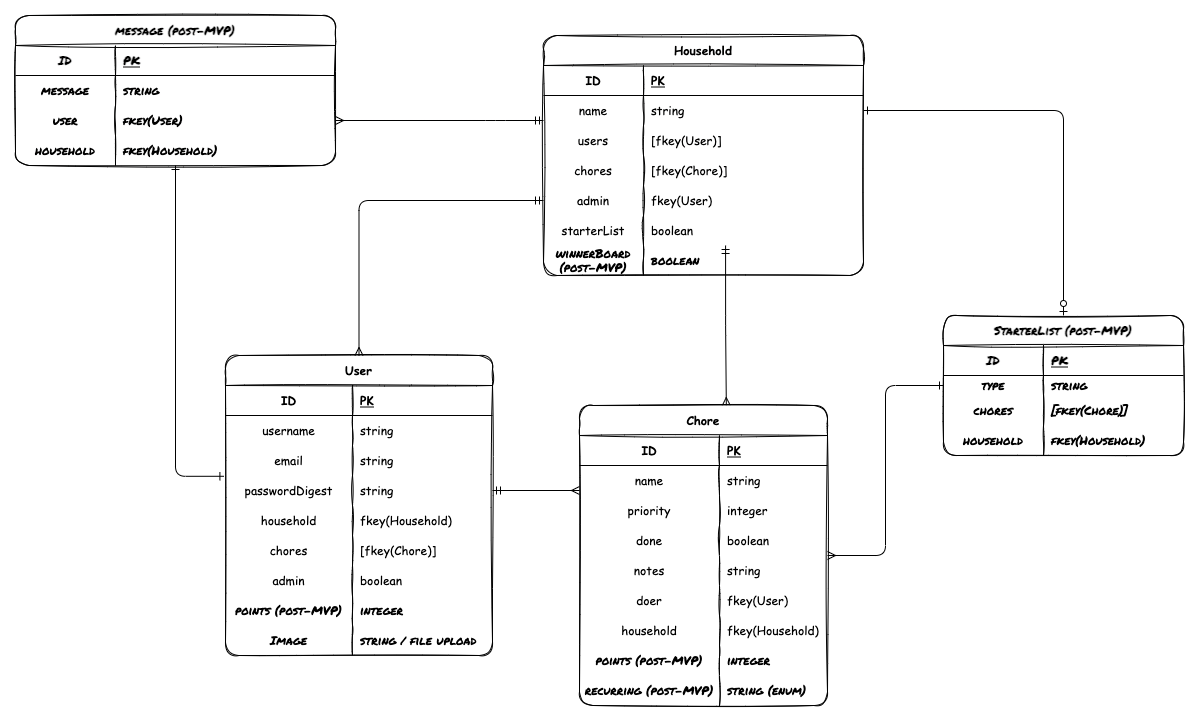 MESSAGE (POST-MVP)
ID PK
MESSAGE STRING
USER FKEY(USER)
HOUSEHOLD FKEY(HOUSEHOLD)
Household
ID PK
name string
users [fkey(User)]
chores [fkey(Chore)]
admin fkey(User)
starterList boolean
WINNERBOARD
(POST-MVP) BOOLEAN
STARTERLIST (POST-MVP)
ID PK
TYPE STRING
CHORES [FKEY(CHORE)]
HOUSEHOLD FKEY(HOUSEHOLD)
User
ID PK
username string
email string
passwordDigest string
household fkey(Household)
chores [fkey(Chore)]
admin boolean
POINTS (POST-MVP) INTEGER
IMAGE STRING / FILE UPLOAD
Chore
ID PK
name string
priority integer
done boolean
notes string
doer fkey(User)
household fkey(Household)
POINTS (POST-MVP) INTEGER
RECURRING (POST-MVP) STRING (ENUM)